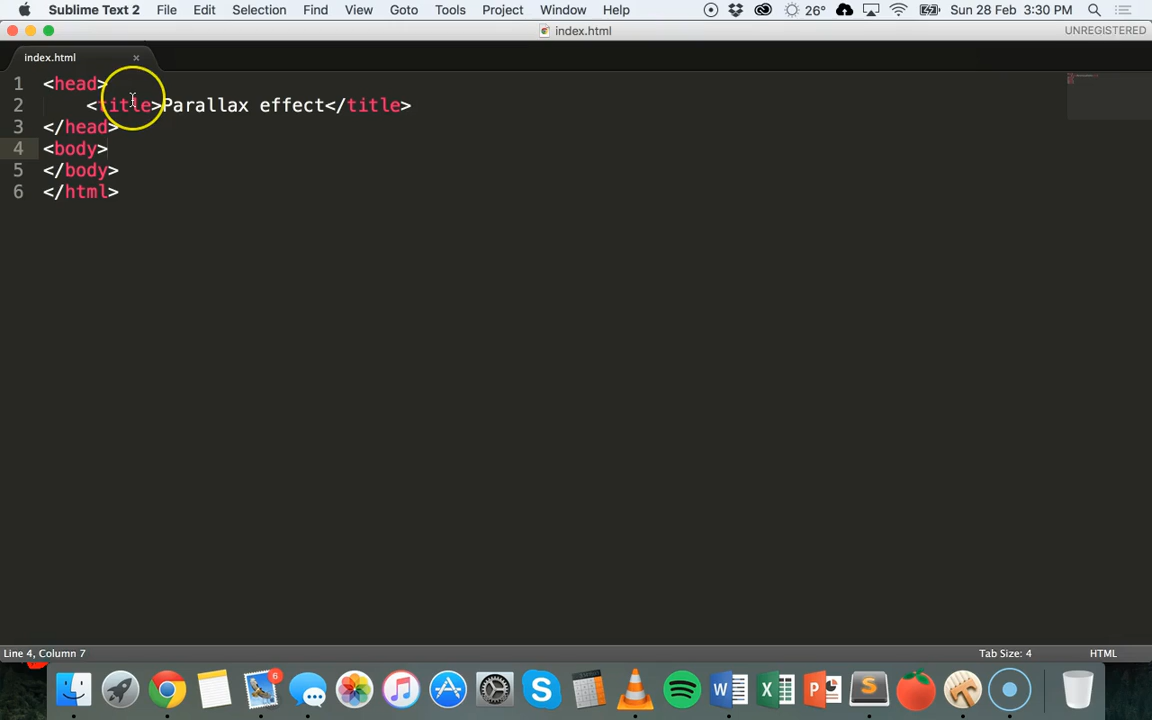 Sublime Text 2 File Edit Selection Find View Goto Tools Project Window Help 26° Sun 28 Feb 3:30 PM
index.html UNREGISTERED
index.html ×
1 <head>
2 <title>Parallax effect</title>
3 </head>
4 <body>
5 </body>
6 </html>
Line 4, Column 7 Tab Size: 4 HTML
6